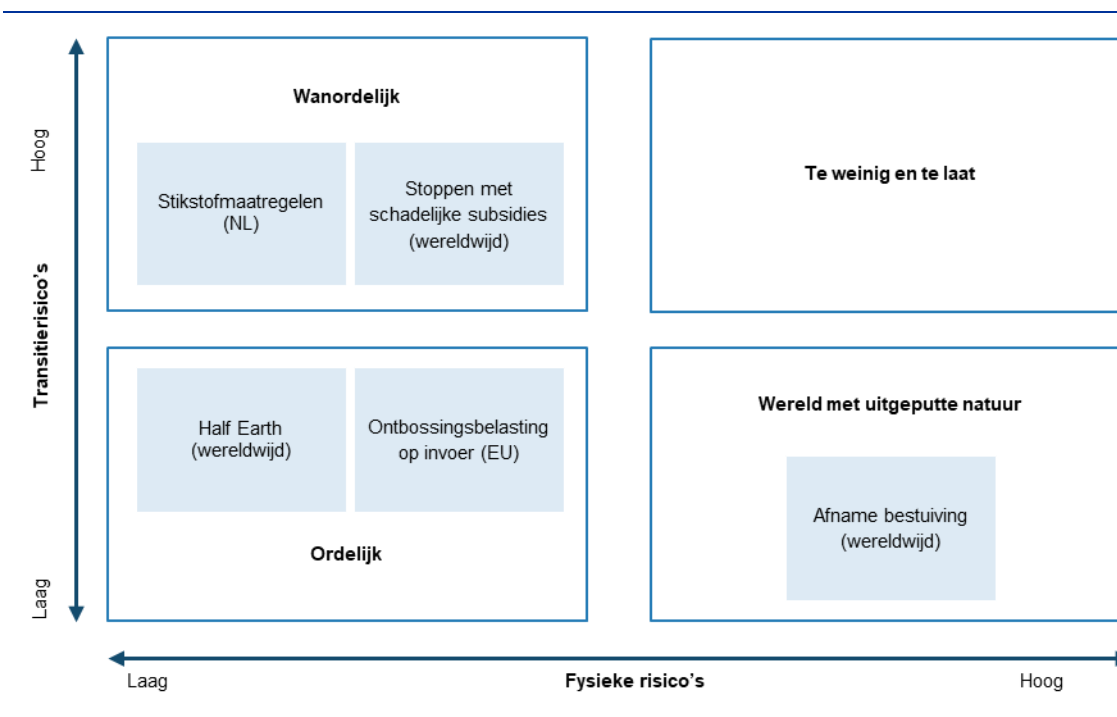 Hoog
Transitierisico’s
Laag
Wanordelijk
Stikstofmaatregelen
(NL)
Stoppen met
schadelijke subsidies
(wereldwijd)
Te weinig en te laat
Half Earth
(wereldwijd)
Ontbossingsbelasting
op invoer (EU)
Ordelijk
Wereld met uitgeputte natuur
Afname bestuiving
(wereldwijd)
Laag
Fysieke risico’s
Hoog